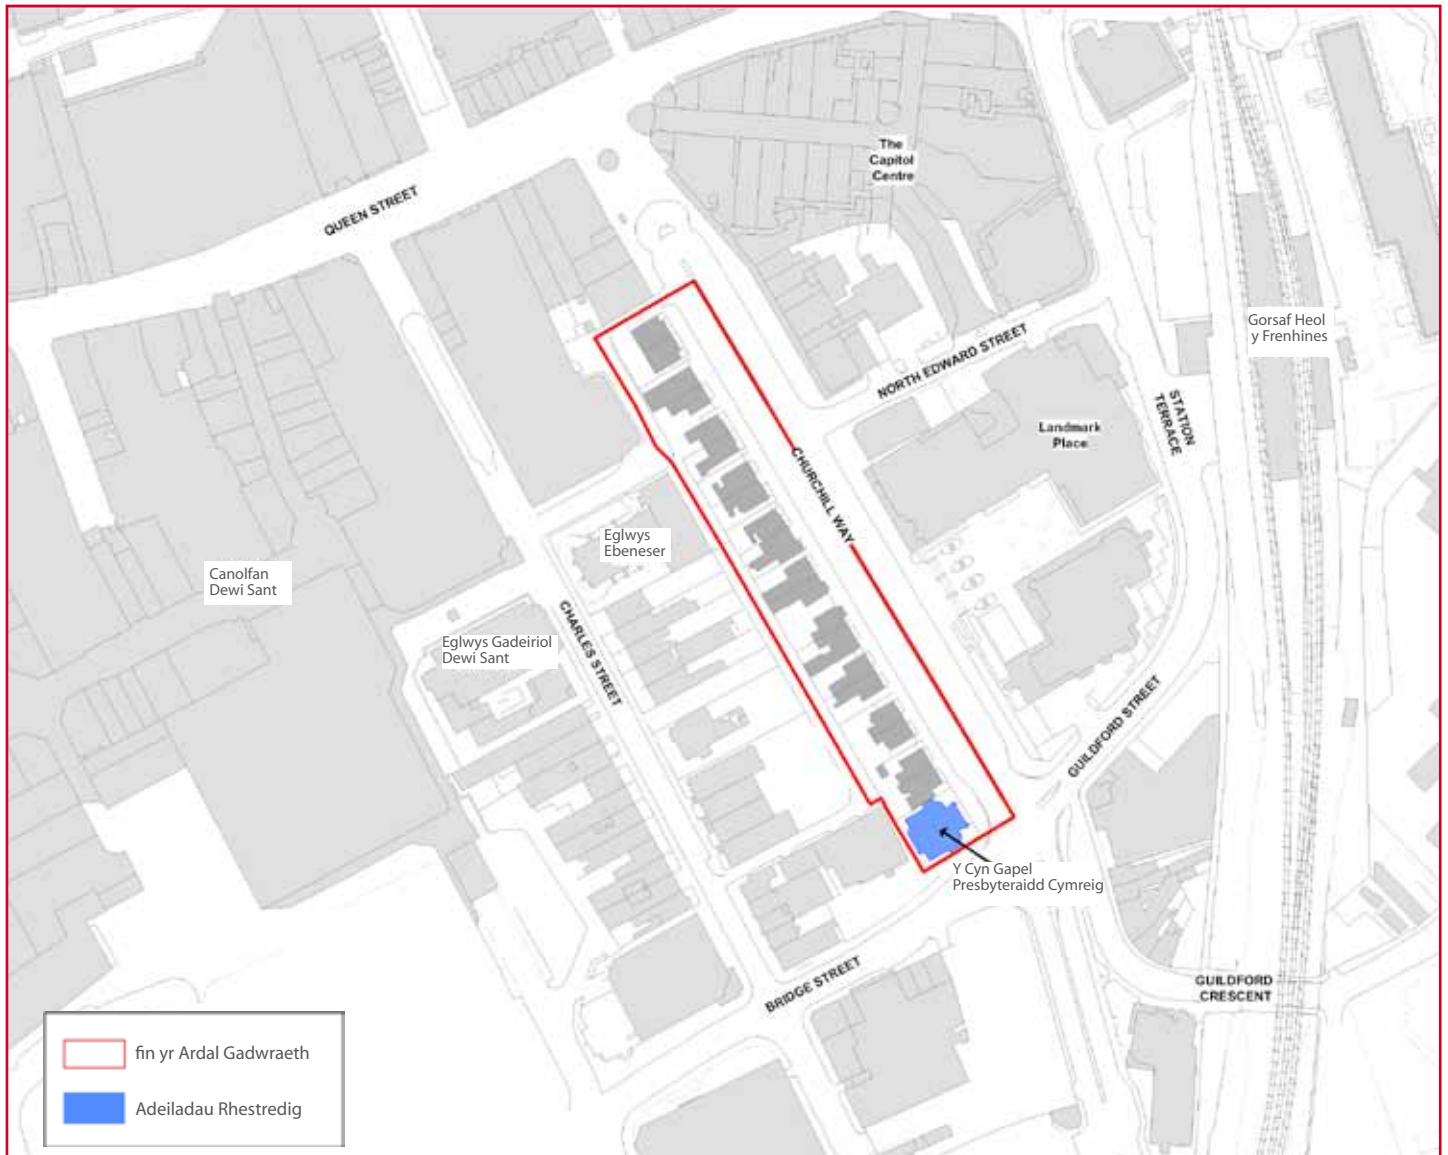 The
Capitol
Centre
QUEEN STREET
Gorsaf Heol
y Frenhines
NORTH EDWARD STREET
STATION
TERRACE
Landmark
Place
CHURCHILL WAY
Eglwys
Ebeneser
Canolfan
Dewi Sant
CHARLES STREET
Eglwys Gadeiriol
Dewi Sant
GUILDFORD STREET
Y Cyn Gapel
Presbyteraidd Cymreig
BRIDGE STREET
GUILDFORD
CRESCENT
fin yr Ardal Gadwraeth
Adeiladau Rhestredig